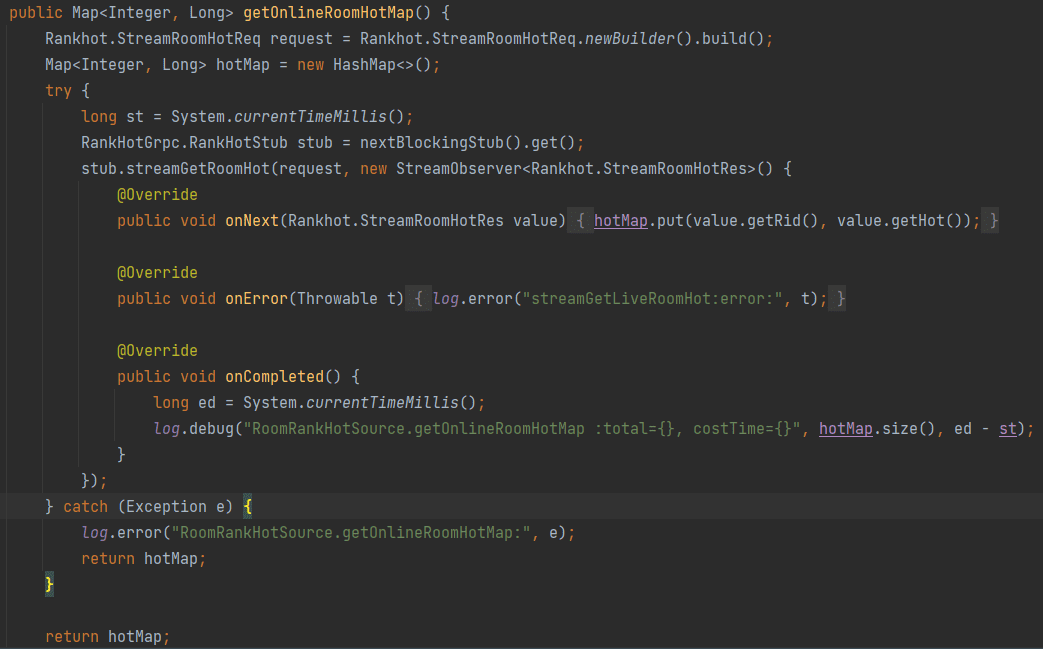 public Map<Integer, Long> getOnlineRoomHotMap() {
    Rankhot.StreamRoomHotReq request = Rankhot.StreamRoomHotReq.newBuilder().build();
    Map<Integer, Long> hotMap = new HashMap<>();
    try {
        long st = System.currentTimeMillis();
        RankHotGrpc.RankHotStub stub = nextBlockingStub().get();
        stub.streamGetRoomHot(request, new StreamObserver<Rankhot.StreamRoomHotRes>() {
            @Override
            public void onNext(Rankhot.StreamRoomHotRes value) { hotMap.put(value.getRid(), value.getHot()); }
            @Override
            public void onError(Throwable t) { log.error("streamGetLiveRoomHot:error:", t); }
            @Override
            public void onCompleted() {
                long ed = System.currentTimeMillis();
                log.debug("RoomRankHotSource.getOnlineRoomHotMap :total={}, costTime={}", hotMap.size(), ed - st);
            }
        });
    } catch (Exception e) {
        log.error("RoomRankHotSource.getOnlineRoomHotMap:", e);
        return hotMap;
    }
    return hotMap;